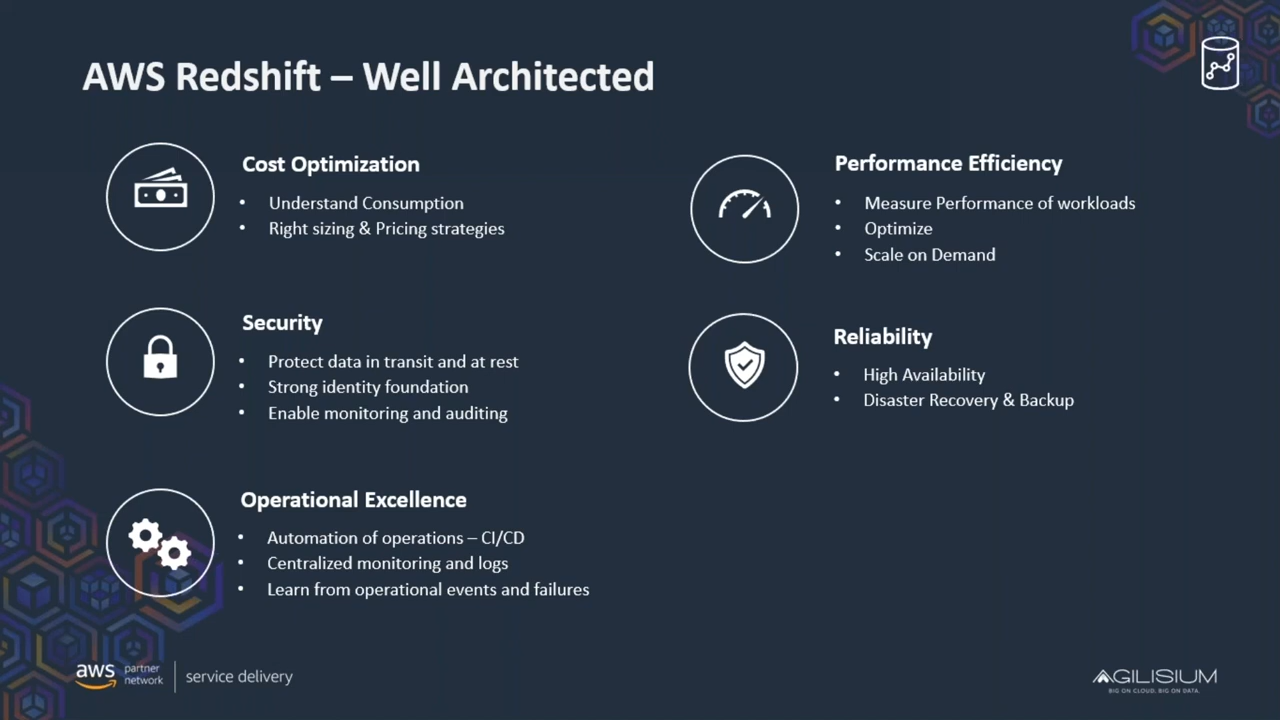 AWS Redshift – Well Architected
Cost Optimization
• Understand Consumption
• Right sizing & Pricing strategies
Performance Efficiency
• Measure Performance of workloads
• Optimize
• Scale on Demand
Security
• Protect data in transit and at rest
• Strong identity foundation
• Enable monitoring and auditing
Reliability
• High Availability
• Disaster Recovery & Backup
Operational Excellence
• Automation of operations – CI/CD
• Centralized monitoring and logs
• Learn from operational events and failures
aws partner network | service delivery
AGILISIUM
BIG ON CLOUD. BIG ON DATA.